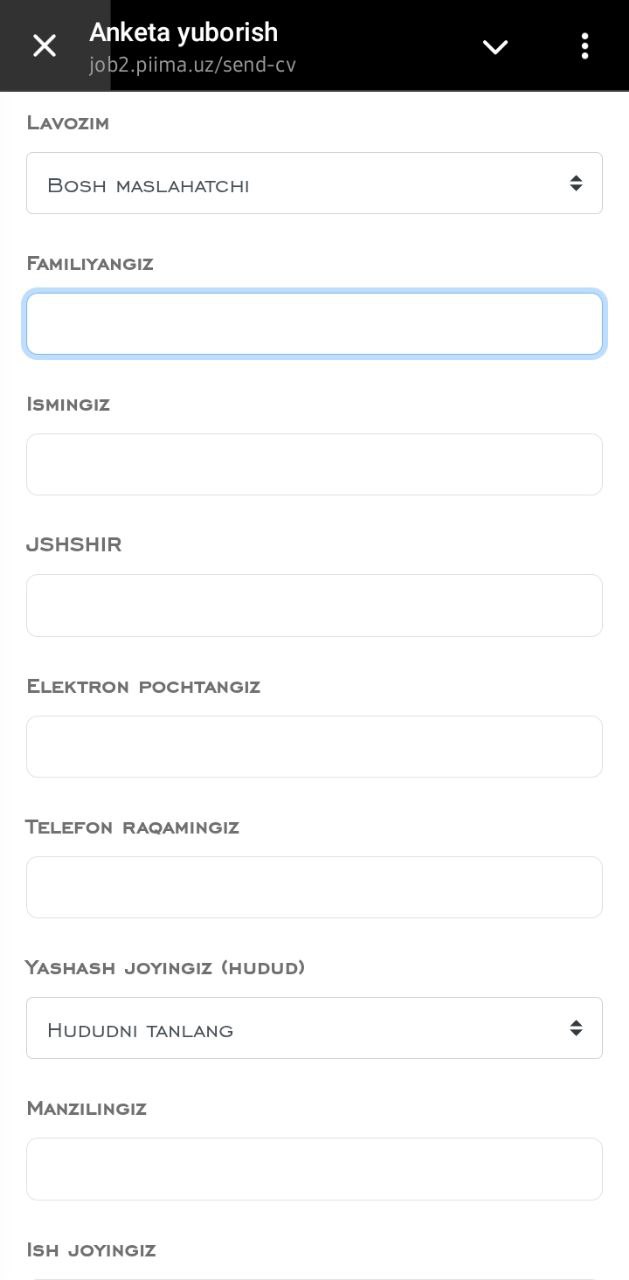 Anketa yuborish
job2.piima.uz/send-cv
Lavozim
Bosh maslahatchi
Familiyangiz
Ismingiz
JSHSHIR
Elektron pochtangiz
Telefon raqamingiz
Yashash joyingiz (hudud)
Hududni tanlang
Manzilingiz
Ish joyingiz